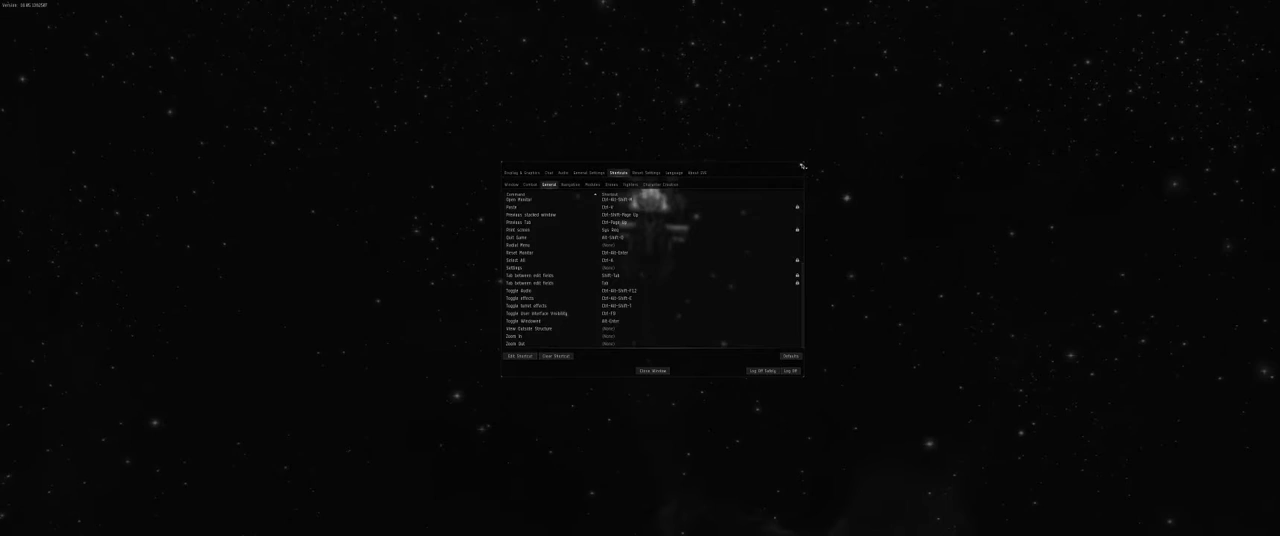 Display & Graphics Chat Audio General Settings Shortcuts Reset Settings Language About EVE
Window Combat General Navigation Modules Drones Fighters Character Creation
Command Shortcut
Open Monitor Ctrl-Alt-Shift-M
Paste Ctrl-V
Previous stacked window Ctrl-Shift-Page Up
Previous Tab Ctrl-Page Up
Print screen Sys Req
Quit Game Alt-Shift-Q
Radial Menu (None)
Reset Monitor Ctrl-Alt-Enter
Select All Ctrl-A
Settings (None)
Tab between edit fields Shift-Tab
Tab between edit fields Tab
Toggle Audio Ctrl-Alt-Shift-F12
Toggle effects Ctrl-Alt-Shift-E
Toggle turret effects Ctrl-Alt-Shift-T
Toggle User Interface Visibility Ctrl-F9
Toggle Windowed Alt-Enter
View Outside Structure (None)
Zoom In (None)
Zoom Out (None)
Edit Shortcut Clear Shortcut Defaults
Close Window Log Off Safely Log Off